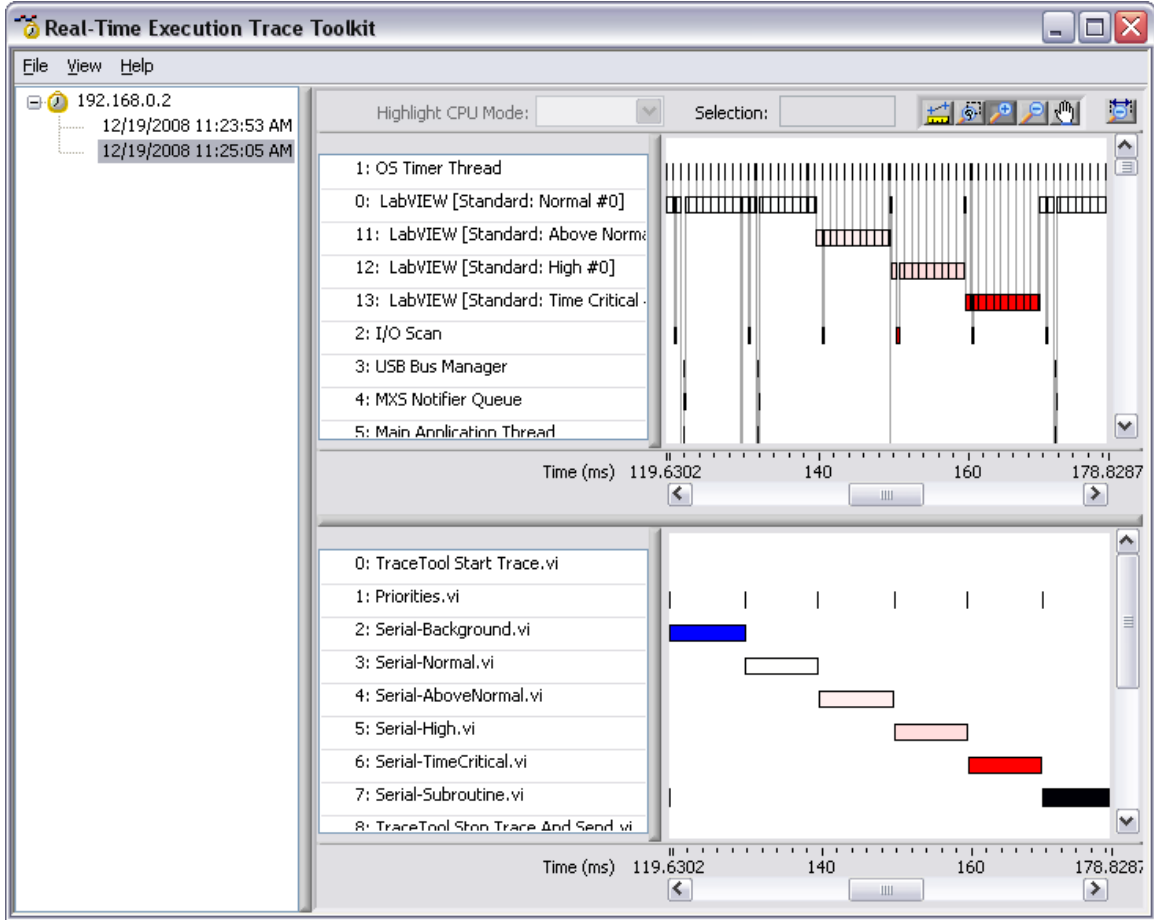 Real-Time Execution Trace Toolkit
File View Help
192.168.0.2
12/19/2008 11:23:53 AM
12/19/2008 11:25:05 AM
Highlight CPU Mode: Selection:
1: OS Timer Thread
0: LabVIEW [Standard: Normal #0]
11: LabVIEW [Standard: Above Norma
12: LabVIEW [Standard: High #0]
13: LabVIEW [Standard: Time Critical
2: I/O Scan
3: USB Bus Manager
4: MXS Notifier Queue
5: Main Application Thread
Time (ms) 119.6302 140 160 178.8287
0: TraceTool Start Trace.vi
1: Priorities.vi
2: Serial-Background.vi
3: Serial-Normal.vi
4: Serial-AboveNormal.vi
5: Serial-High.vi
6: Serial-TimeCritical.vi
7: Serial-Subroutine.vi
8: TraceTool Stop Trace And Send.vi
Time (ms) 119.6302 140 160 178.8287